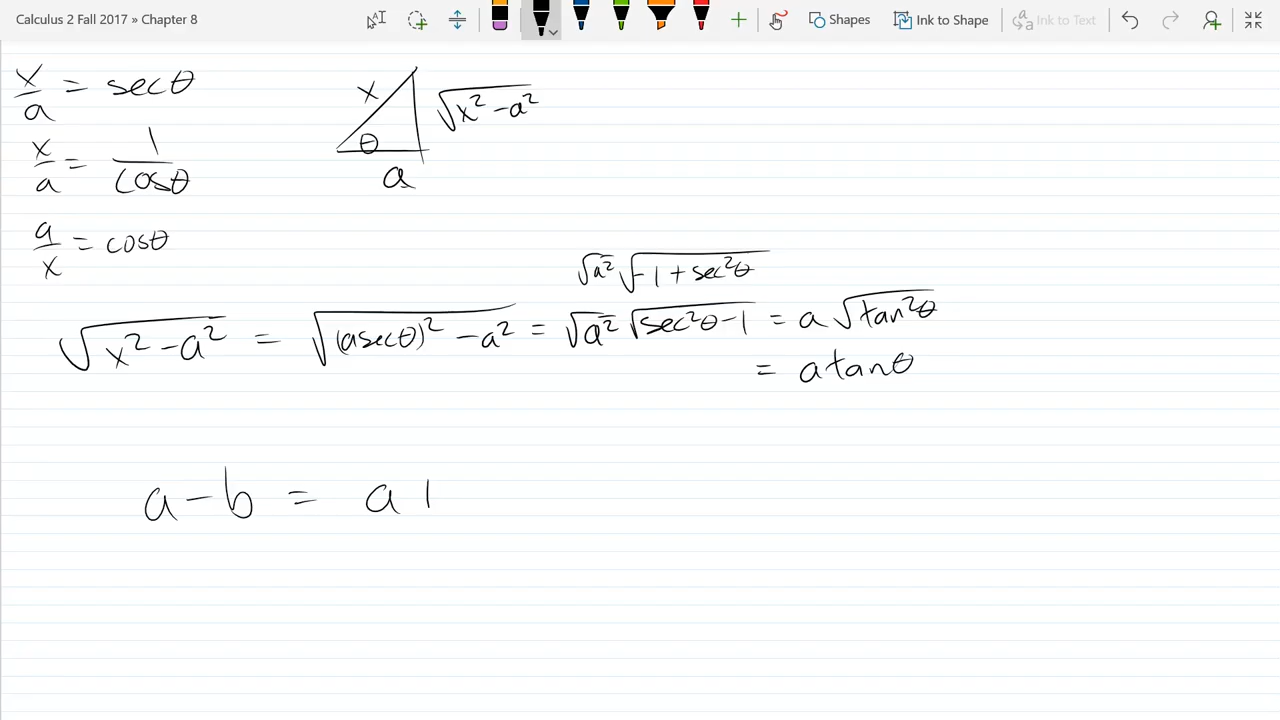 Calculus 2 Fall 2017 » Chapter 8
Shapes
Ink to Shape
Ink to Text
x/a = secθ
x/a = 1/cosθ
a/x = cosθ
x
θ
a
√(x² - a²)
√a² √(-1 + sec²θ)
√(x² - a²) = √((a secθ)² - a²) = √a² √(sec²θ - 1) = a √(tan²θ)
= a tanθ
a - b = a |